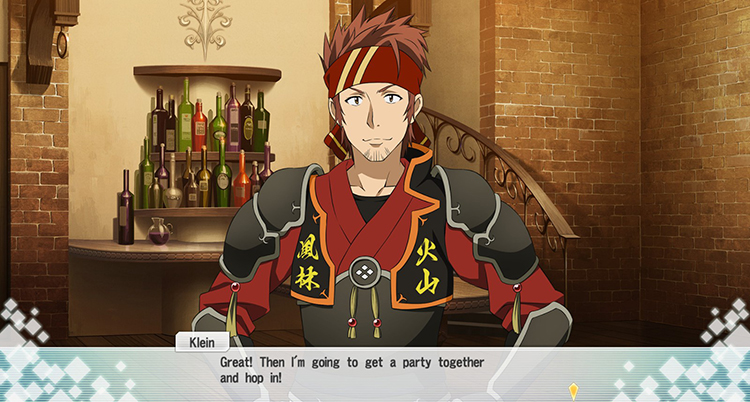 風林
火山
Klein
Great! Then I'm going to get a party together
and hop in!